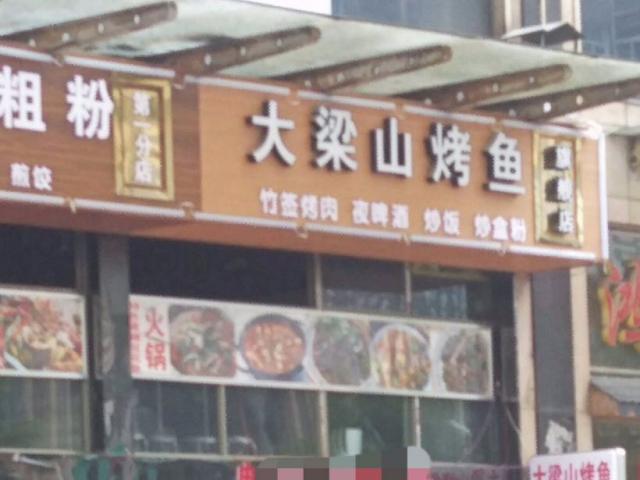 粗粉
第一分店
煎饺
大梁山烤鱼
旗舰店
竹签烤肉 夜啤酒 炒饭 炒盒粉
火锅
大梁山烤鱼